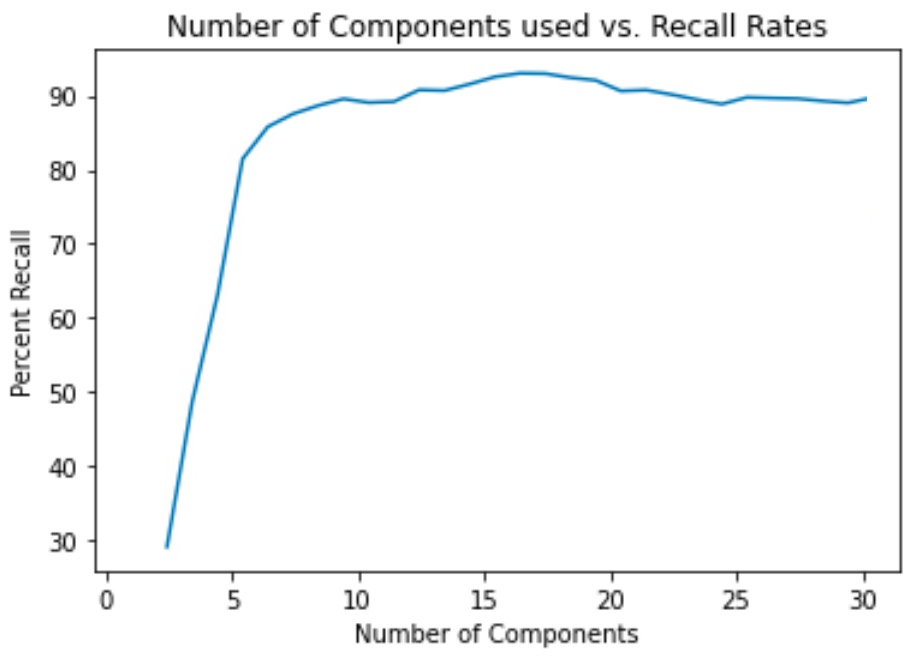 Number of Components used vs. Recall Rates
90
80
70
60
50
40
30
Percent Recall
0 5 10 15 20 25 30
Number of Components